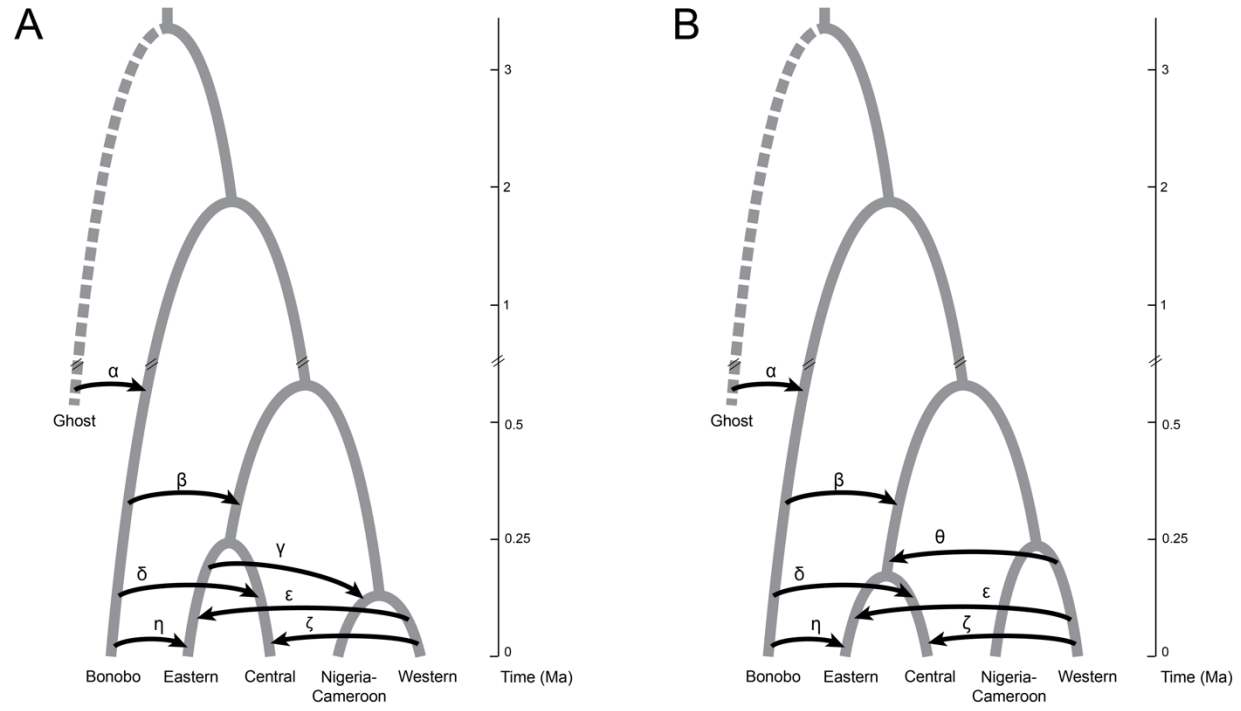 A
3
2
1
α
Ghost
0.5
β
0.25
γ
δ
ε
η
ζ
0
Bonobo Eastern Central Nigeria- Western Time (Ma)
Cameroon
B
3
2
1
α
Ghost
0.5
β
0.25
θ
δ
ε
η
ζ
0
Bonobo Eastern Central Nigeria- Western Time (Ma)
Cameroon